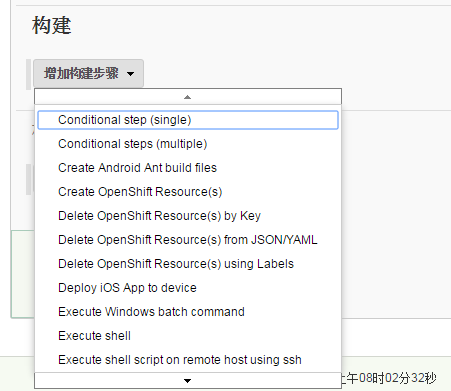 构建
增加构建步骤
Conditional step (single)
Conditional steps (multiple)
Create Android Ant build files
Create OpenShift Resource(s)
Delete OpenShift Resource(s) by Key
Delete OpenShift Resource(s) from JSON/YAML
Delete OpenShift Resource(s) using Labels
Deploy iOS App to device
Execute Windows batch command
Execute shell
Execute shell script on remote host using ssh
上午08时02分32秒